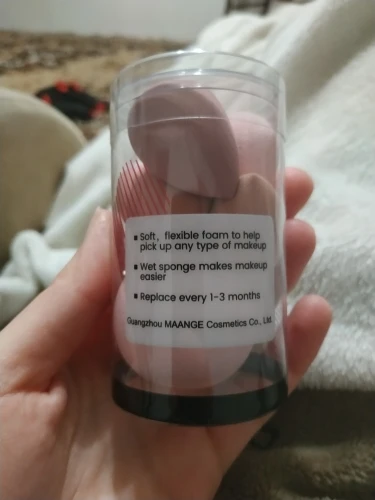 ▪ Soft, flexible foam to help
pick up any type of makeup
▪ Wet sponge makes makeup
easier
▪ Replace every 1-3 months
Guangzhou MAANGE Cosmetics Co., Ltd.